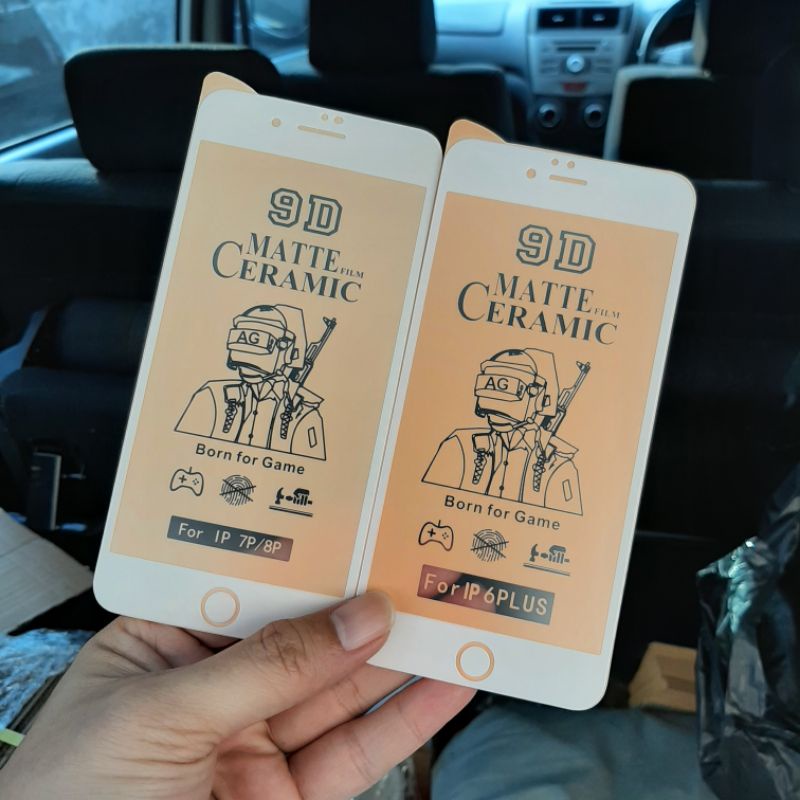 9D
MATTE FILM
CERAMIC
AG
Born for Game
For IP 7P/8P
9D
MATTE FILM
CERAMIC
AG
Born for Game
For IP 6PLUS